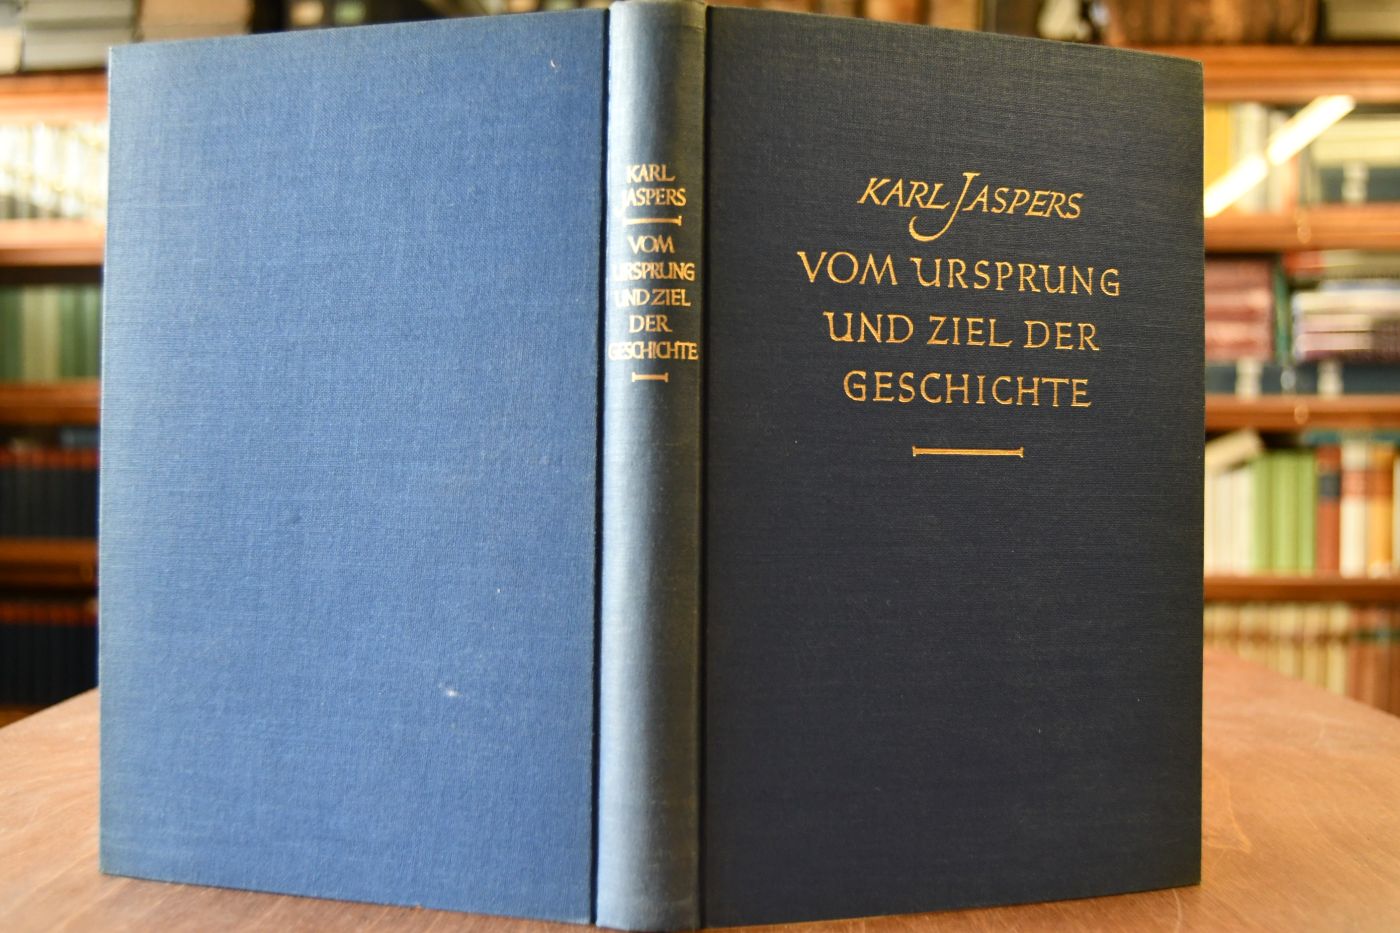 KARL
JASPERS
VOM
URSPRUNG
UND ZIEL
DER
GESCHICHTE
KARL JASPERS
VOM URSPRUNG
UND ZIEL DER
GESCHICHTE